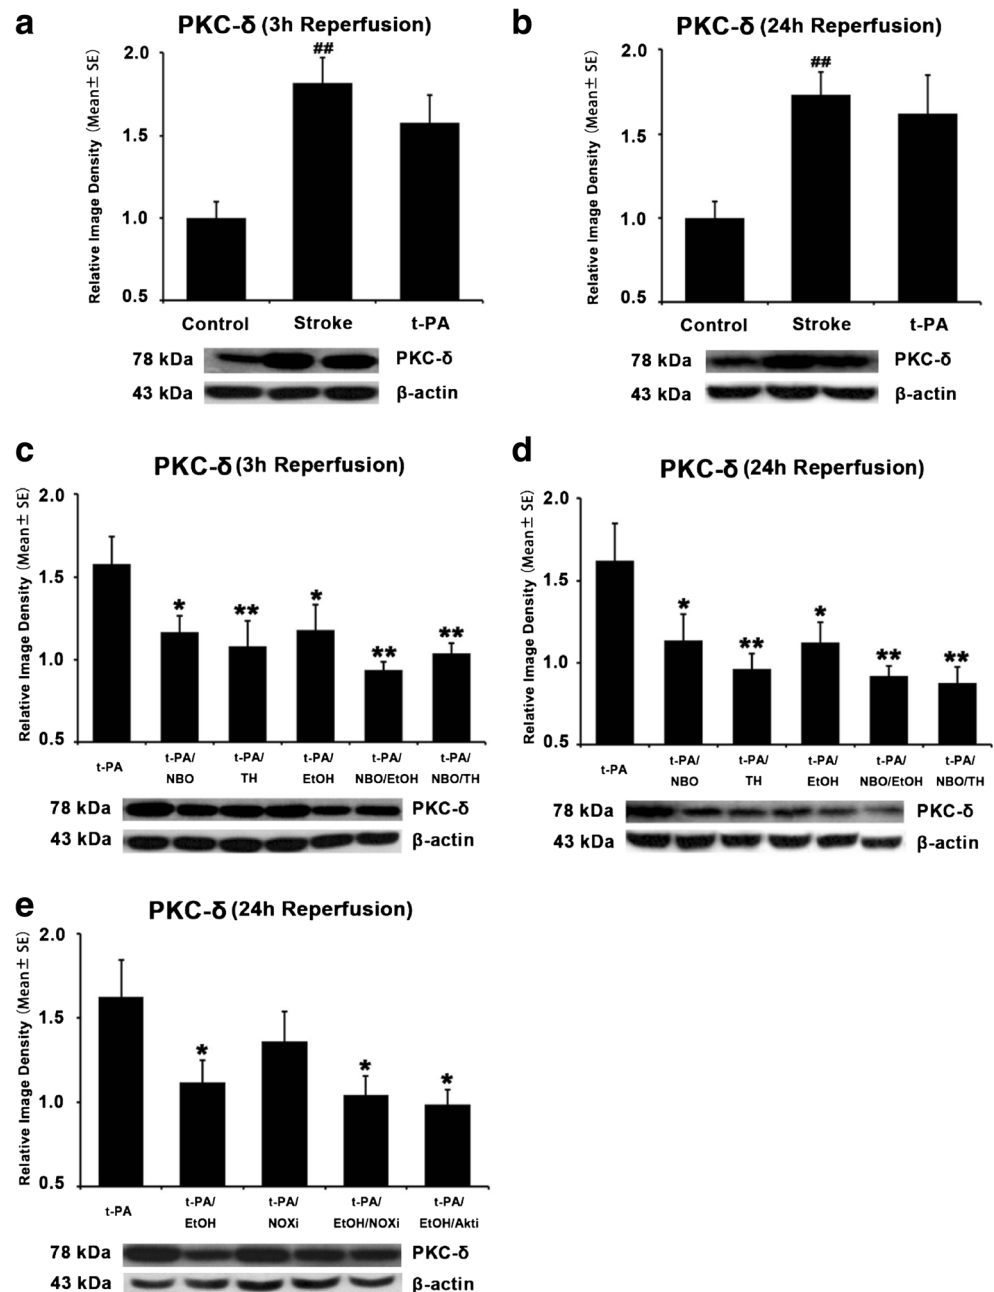 a
PKC-δ (3h Reperfusion)
Relative Image Density (Mean± SE)
2.0
1.5
1.0
0.5
##
Control Stroke t-PA
78 kDa PKC-δ
43 kDa β-actin
b
PKC-δ (24h Reperfusion)
Relative Image Density (Mean± SE)
2.0
1.5
1.0
0.5
##
Control Stroke t-PA
78 kDa PKC-δ
43 kDa β-actin
c
PKC-δ (3h Reperfusion)
Relative Image Density (Mean± SE)
2.0
1.5
1.0
0.5
* ** * ** **
t-PA t-PA/ t-PA/ t-PA/ t-PA/ t-PA/
NBO TH EtOH NBO/EtOH NBO/TH
78 kDa PKC-δ
43 kDa β-actin
d
PKC-δ (24h Reperfusion)
Relative Image Density (Mean± SE)
2.0
1.5
1.0
0.5
* ** * ** **
t-PA t-PA/ t-PA/ t-PA/ t-PA/ t-PA/
NBO TH EtOH NBO/EtOH NBO/TH
78 kDa PKC-δ
43 kDa β-actin
e
PKC-δ (24h Reperfusion)
Relative Image Density (Mean± SE)
2.0
1.5
1.0
0.5
* * *
t-PA t-PA/ t-PA/ t-PA/ t-PA/
EtOH NOXi EtOH/NOXi EtOH/Akti
78 kDa PKC-δ
43 kDa β-actin